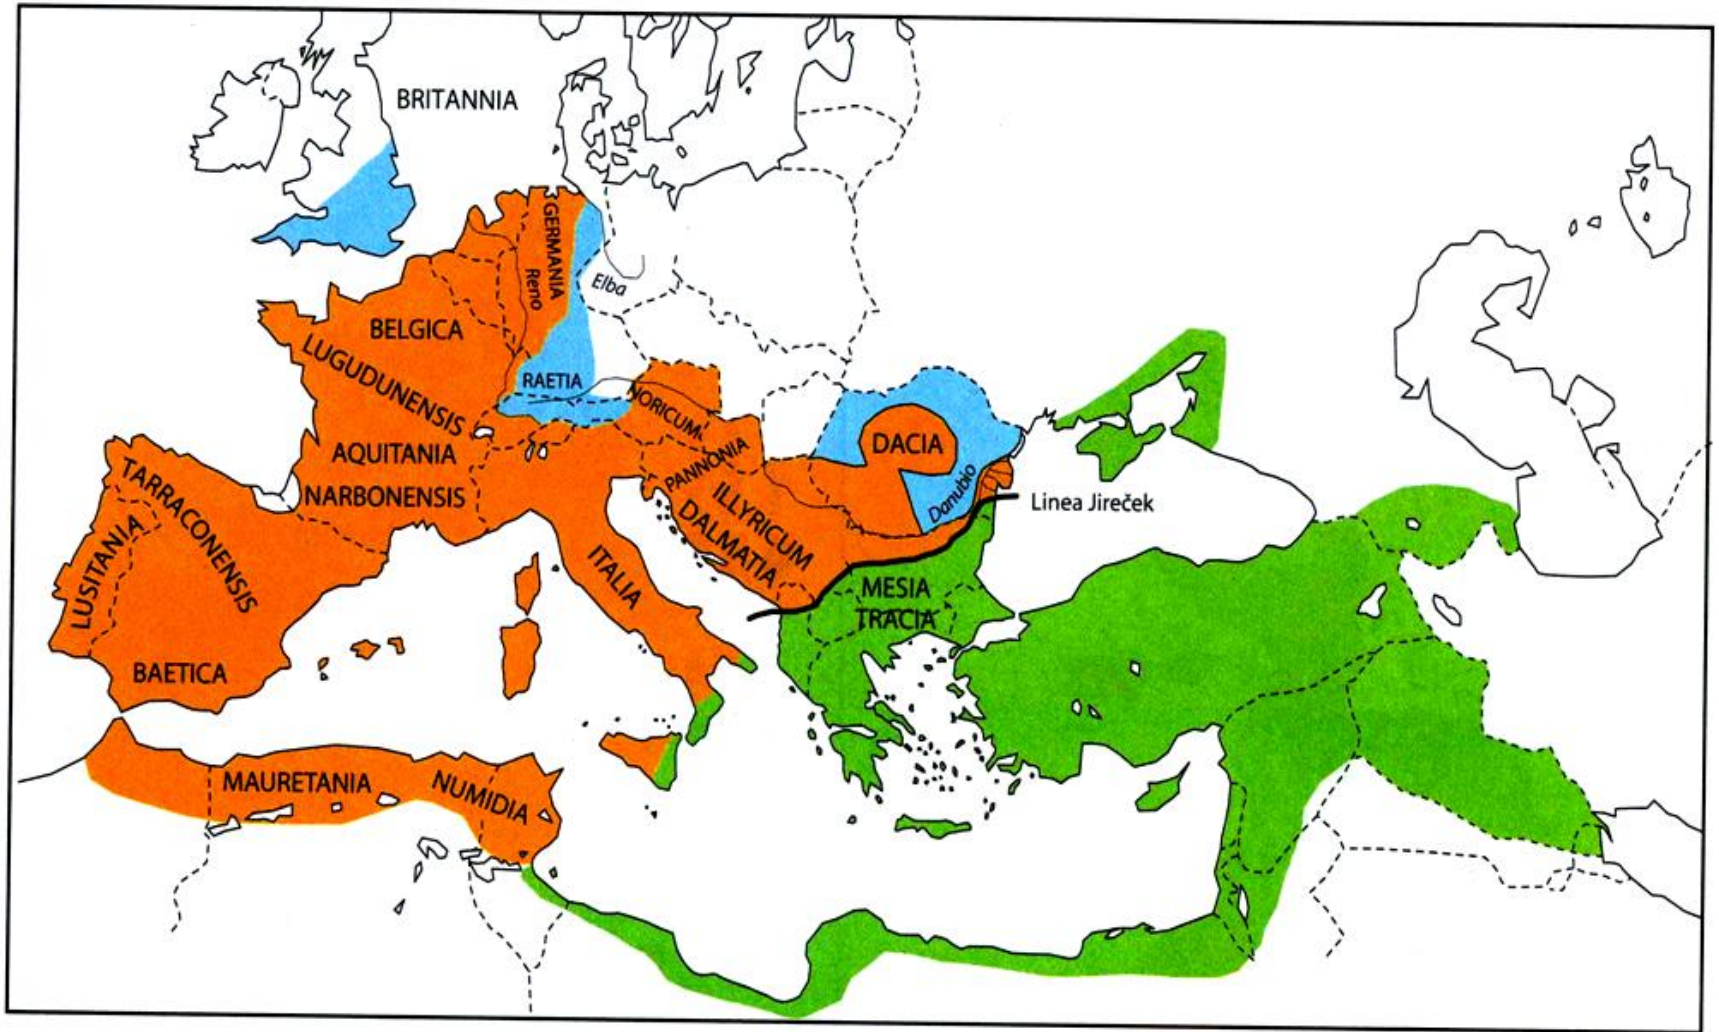 BRITANNIA
GERMANIA
Reno
Elba
BELGICA
LUGUDUNENSIS
RAETIA
NORICUM
AQUITANIA
NARBONENSIS
PANNONIA
ILLYRICUM
DALMATIA
DACIA
Danubio
Linea Jireček
TARRACONENSIS
LUSITANIA
BAETICA
ITALIA
MESIA
TRACIA
MAURETANIA
NUMIDIA